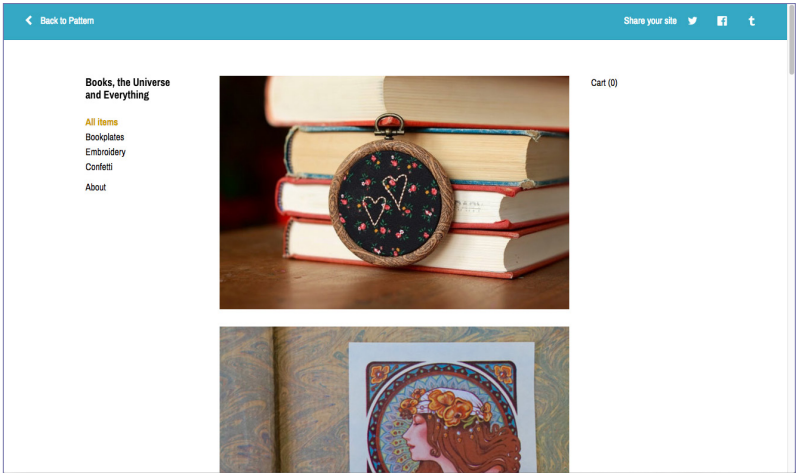 Back to Pattern
Share your site
Books, the Universe
and Everything
All items
Bookplates
Embroidery
Confetti
About
Cart (0)